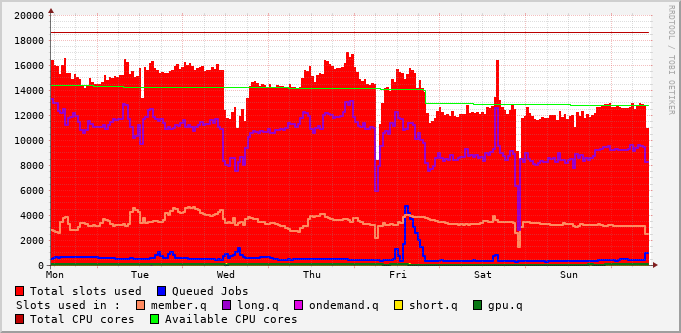 20000
18000
16000
14000
12000
10000
8000
6000
4000
2000
0
Mon Tue Wed Thu Fri Sat Sun
RRDTOOL / TOBI OETIKER
Total slots used Queued Jobs
Slots used in : member.q long.q ondemand.q short.q gpu.q
Total CPU cores Available CPU cores